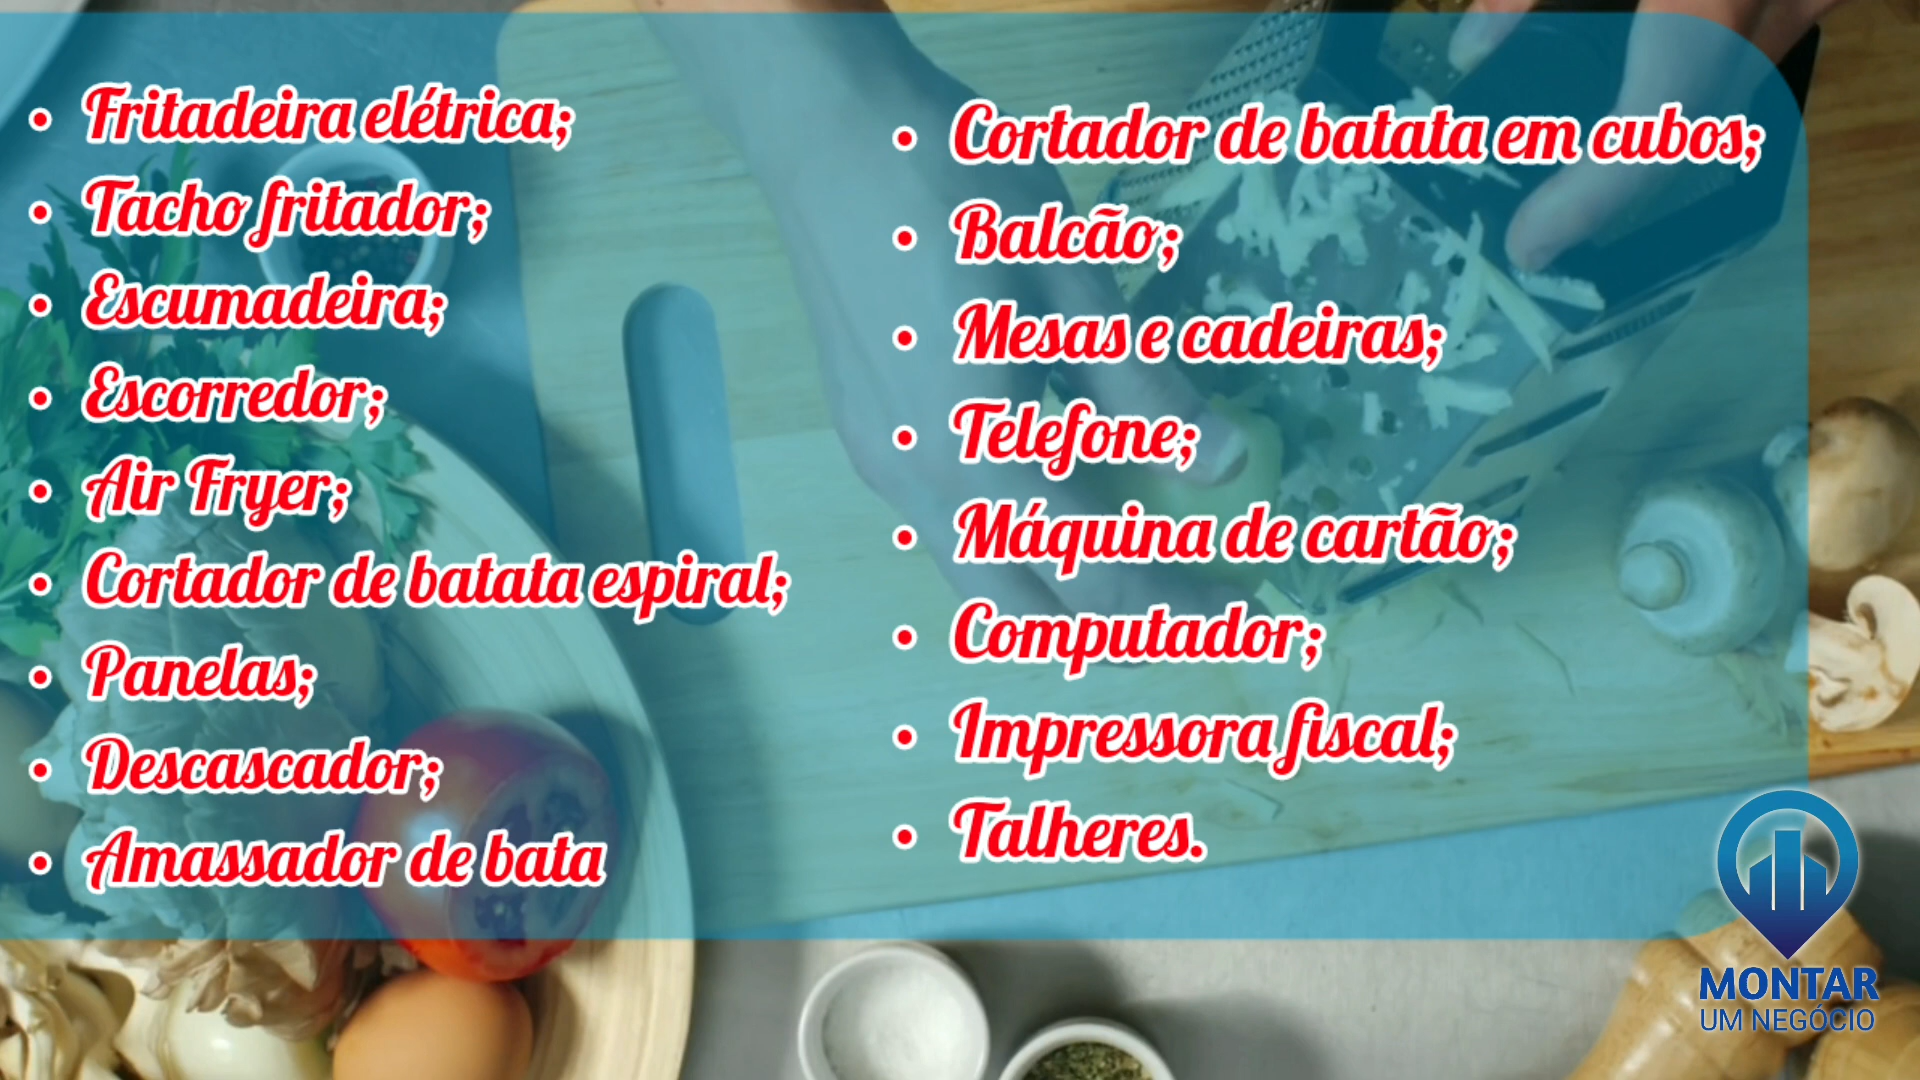 • Fritadeira elétrica;
• Tacho fritador;
• Escumadeira;
• Escorredor;
• Air Fryer;
• Cortador de batata espiral;
• Panelas;
• Descascador;
• Amassador de bata
• Cortador de batata em cubos;
• Balcão;
• Mesas e cadeiras;
• Telefone;
• Máquina de cartão;
• Computador;
• Impressora fiscal;
• Talheres.
MONTAR
UM NEGÓCIO